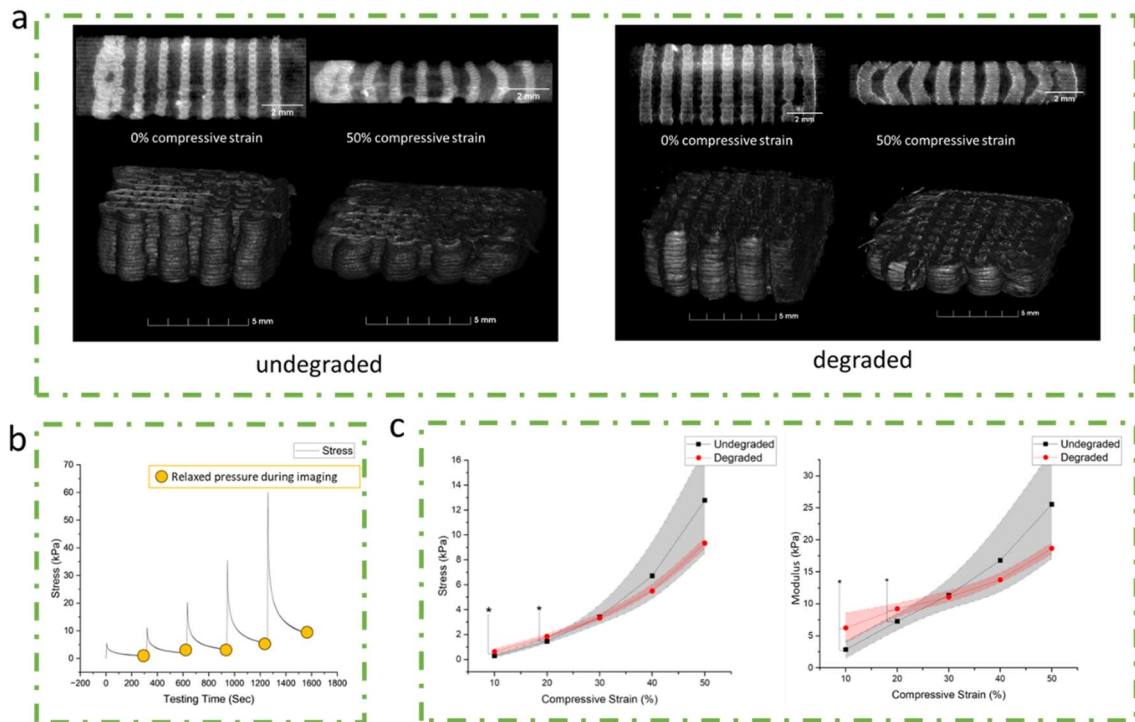 a
2 mm
2 mm
0% compressive strain
50% compressive strain
5 mm
5 mm
undegraded
2 mm
2 mm
0% compressive strain
50% compressive strain
5 mm
5 mm
degraded
b
Stress
Relaxed pressure during imaging
70
60
50
40
30
20
10
0
Stress (kPa)
−200 0 200 400 600 800 1000 1200 1400 1600 1800
Testing Time (Sec)
c
Undegraded
Degraded
16
14
12
10
8
6
4
2
0
Stress (kPa)
* *
10 20 30 40 50
Compressive Strain (%)
Undegraded
Degraded
30
25
20
15
10
5
0
Modulus (kPa)
* *
10 20 30 40 50
Compressive Strain (%)